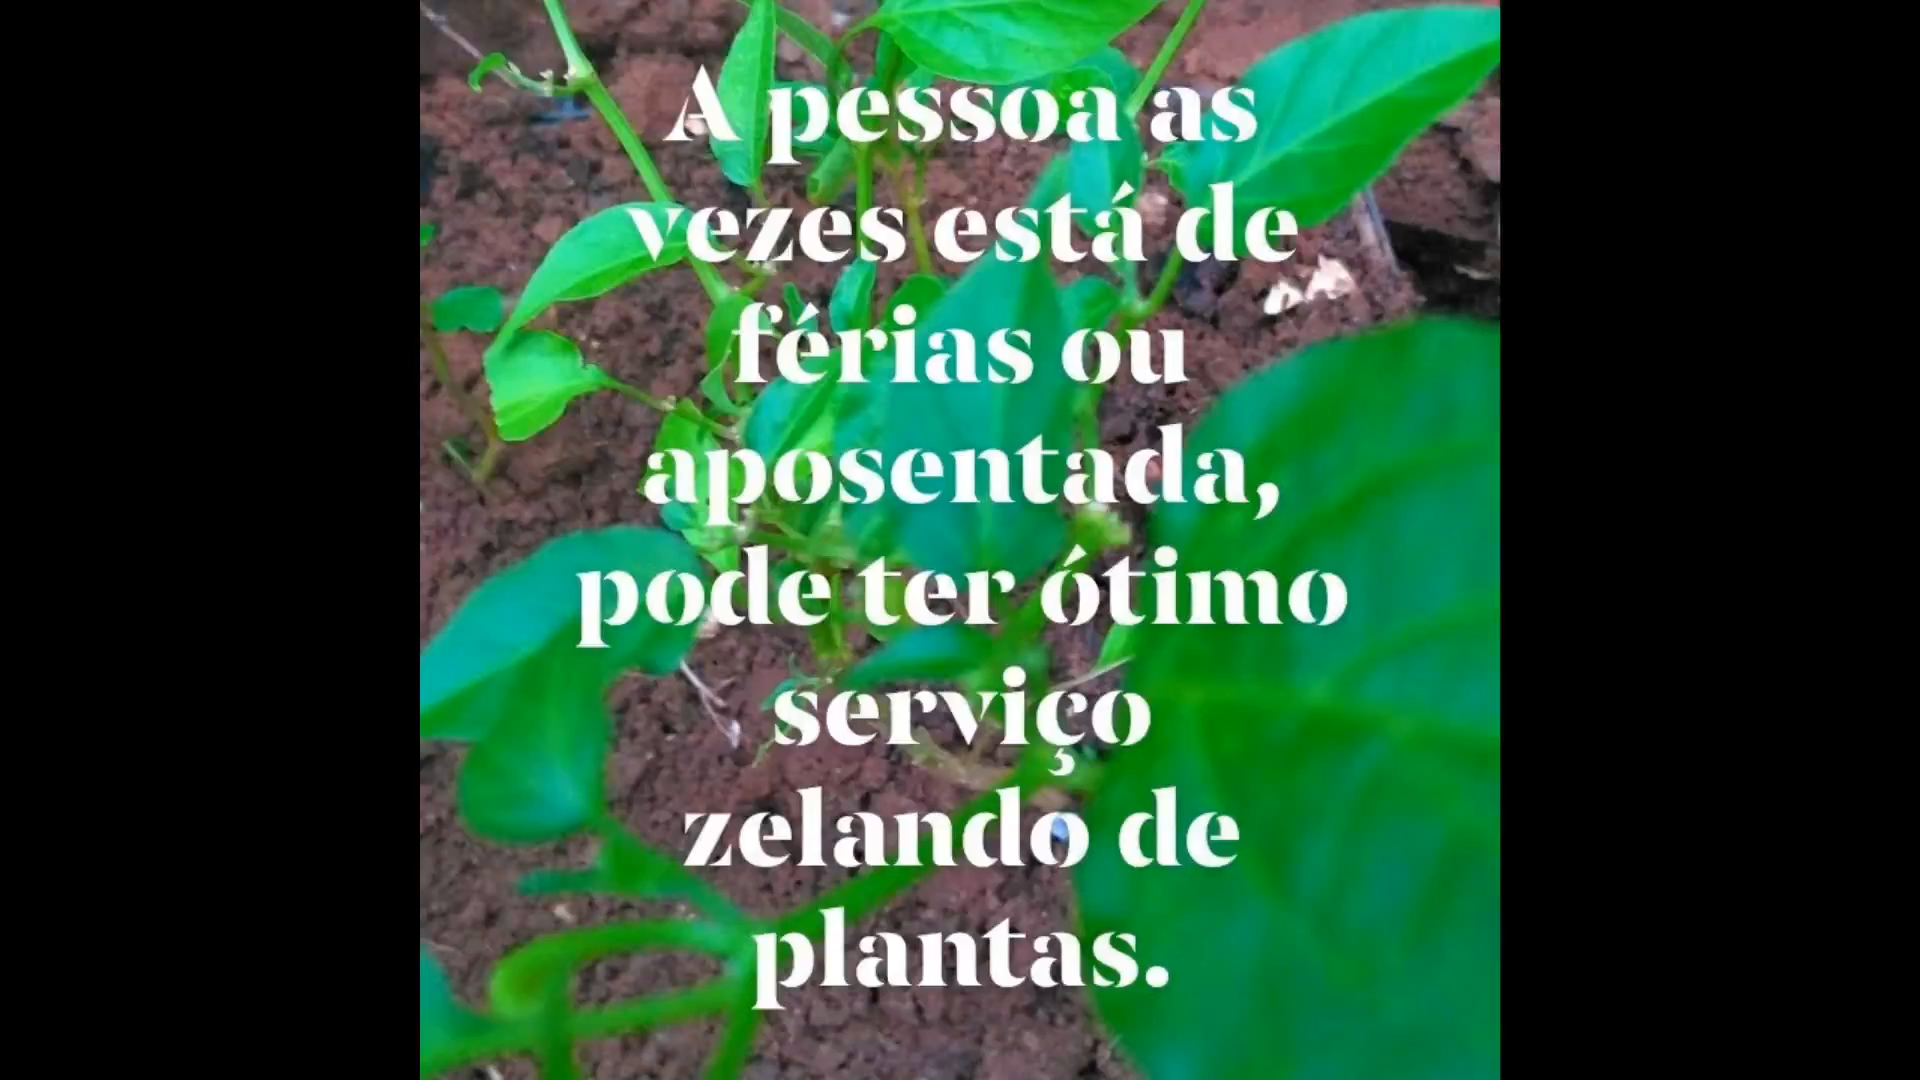 A pessoa as
vezes está de
férias ou
aposentada,
pode ter ótimo
serviço
zelando de
plantas.